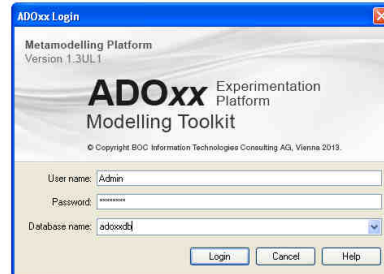 ADOxx Login
Metamodelling Platform
Version 1.3UL1
ADOxx Experimentation Platform
Modelling Toolkit
© Copyright BOC Information Technologies Consulting AG, Vienna 2013.
User name: Admin
Password: ********
Database name: adoxxdb
Login Cancel Help